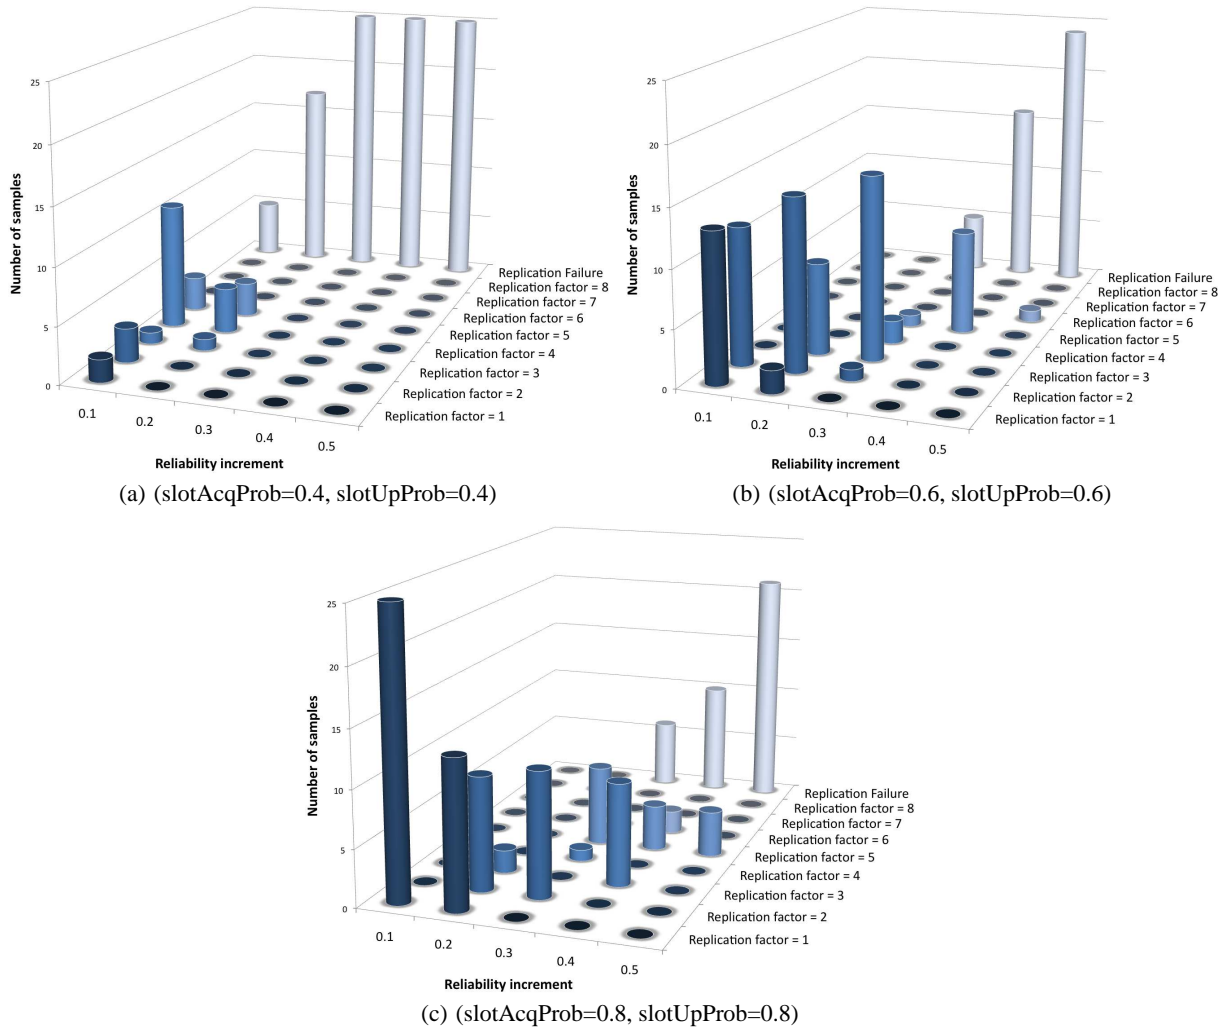 25
20
15
10
5
0
Number of samples
Replication Failure
Replication factor = 8
Replication factor = 7
Replication factor = 6
Replication factor = 5
Replication factor = 4
Replication factor = 3
Replication factor = 2
Replication factor = 1
0.1
0.2
0.3
0.4
0.5
Reliability increment
(a) (slotAcqProb=0.4, slotUpProb=0.4)
25
20
15
10
5
0
Number of samples
Replication Failure
Replication factor = 8
Replication factor = 7
Replication factor = 6
Replication factor = 5
Replication factor = 4
Replication factor = 3
Replication factor = 2
Replication factor = 1
0.1
0.2
0.3
0.4
0.5
Reliability increment
(b) (slotAcqProb=0.6, slotUpProb=0.6)
25
20
15
10
5
0
Number of samples
Replication Failure
Replication factor = 8
Replication factor = 7
Replication factor = 6
Replication factor = 5
Replication factor = 4
Replication factor = 3
Replication factor = 2
Replication factor = 1
0.1
0.2
0.3
0.4
0.5
Reliability increment
(c) (slotAcqProb=0.8, slotUpProb=0.8)